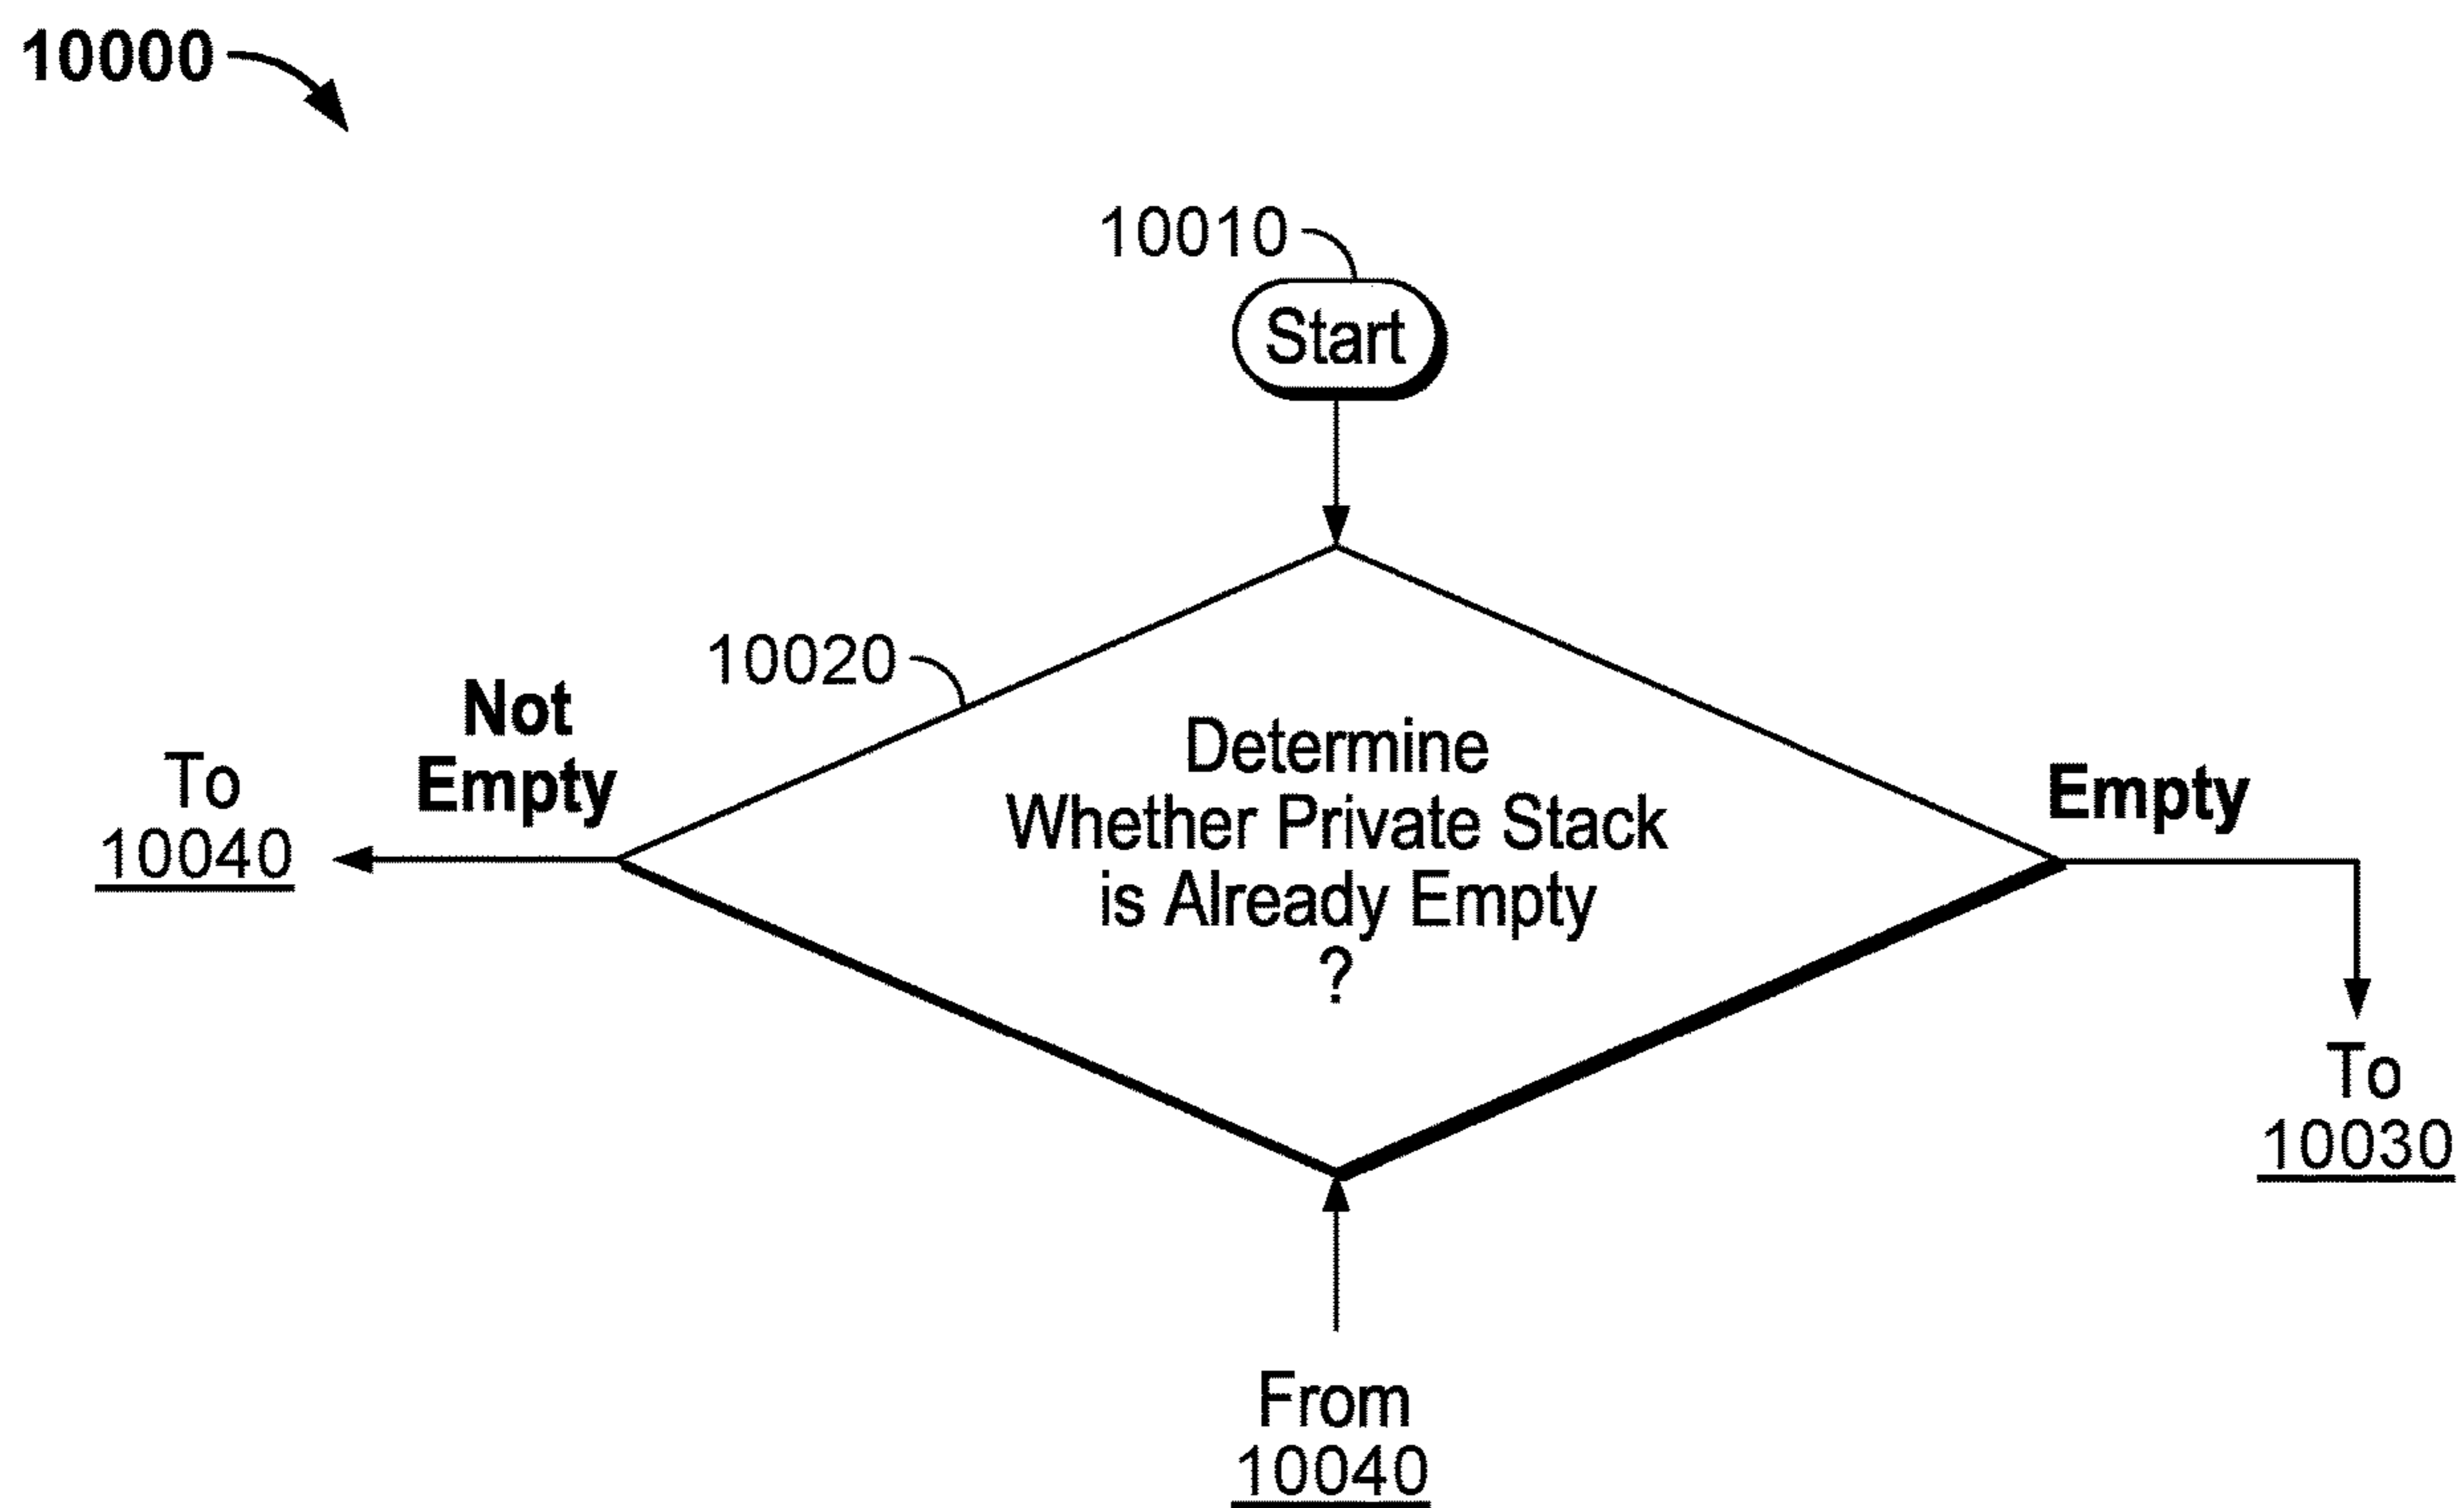 10000
10010
Start
10020
Not
Empty
To
10040
Determine
Whether Private Stack
is Already Empty
?
Empty
To
10030
From
10040